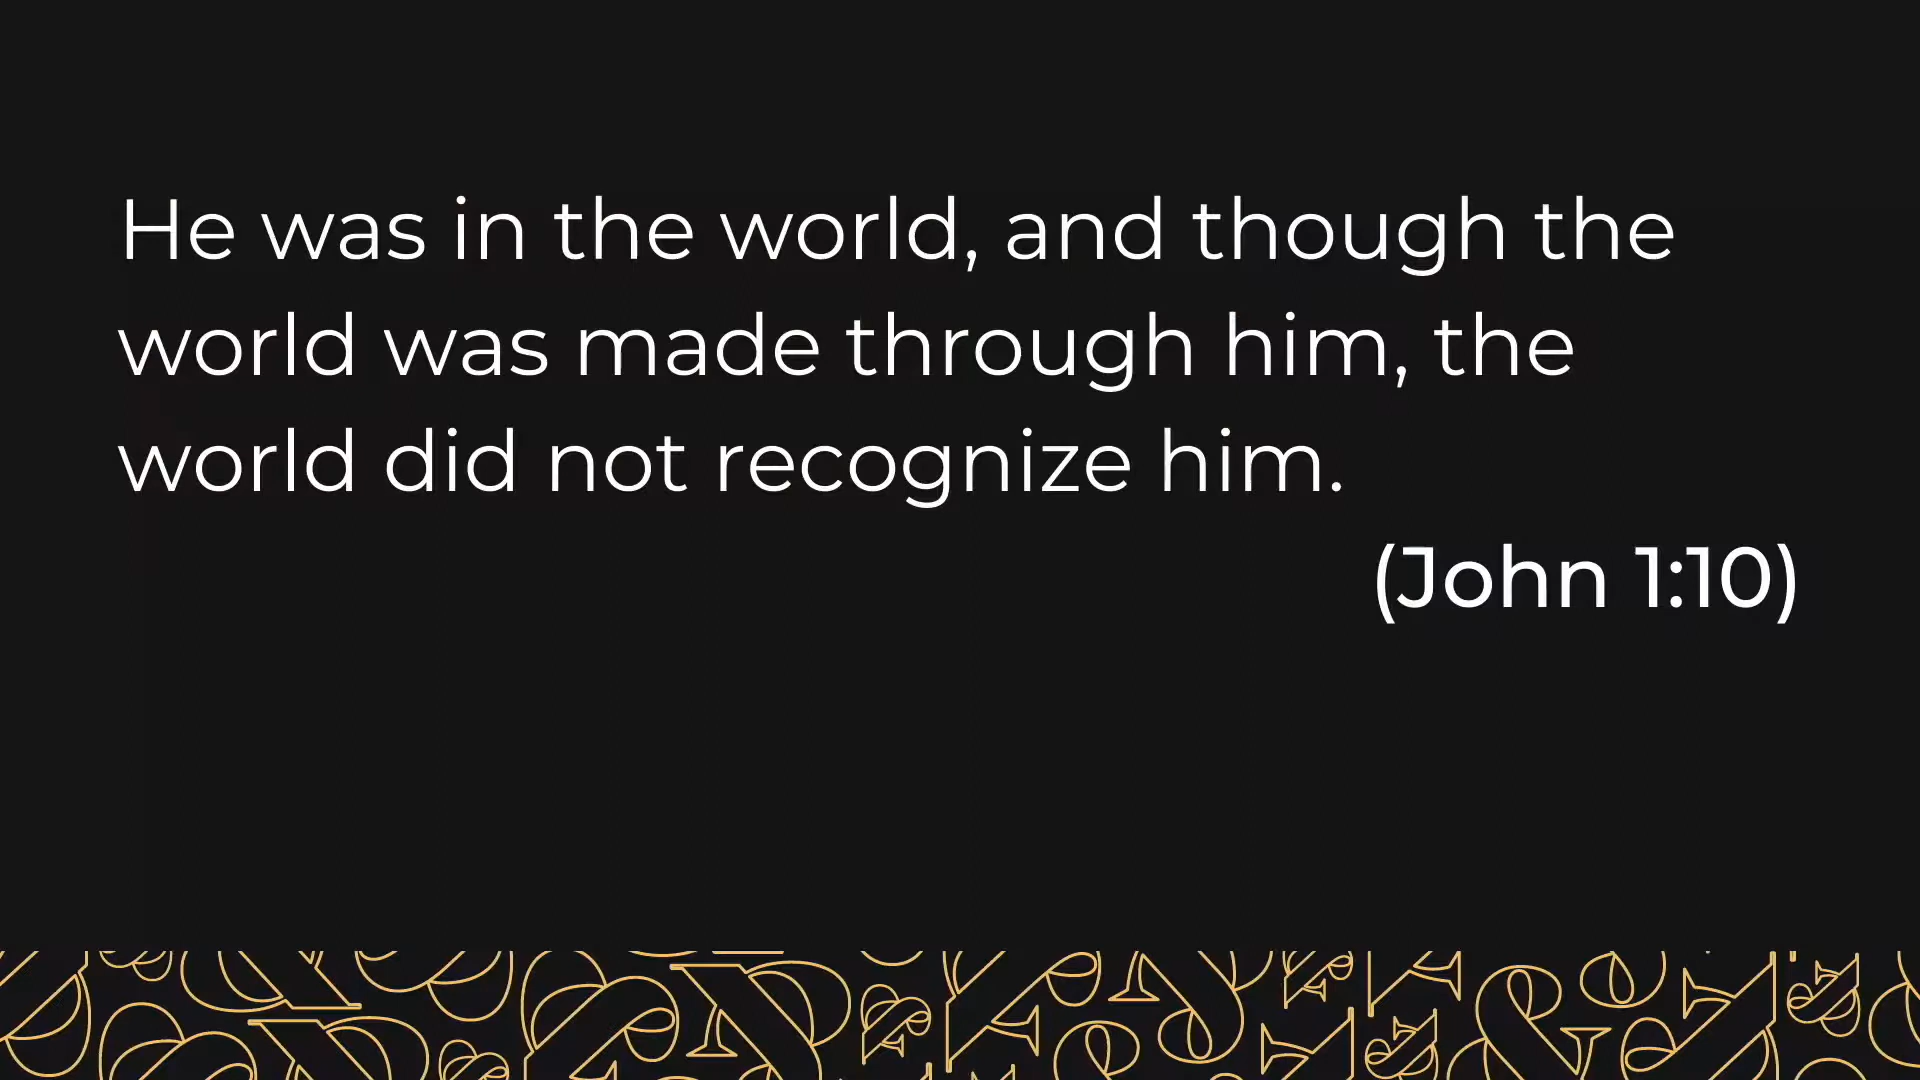 He was in the world, and though the
world was made through him, the
world did not recognize him.
(John 1:10)